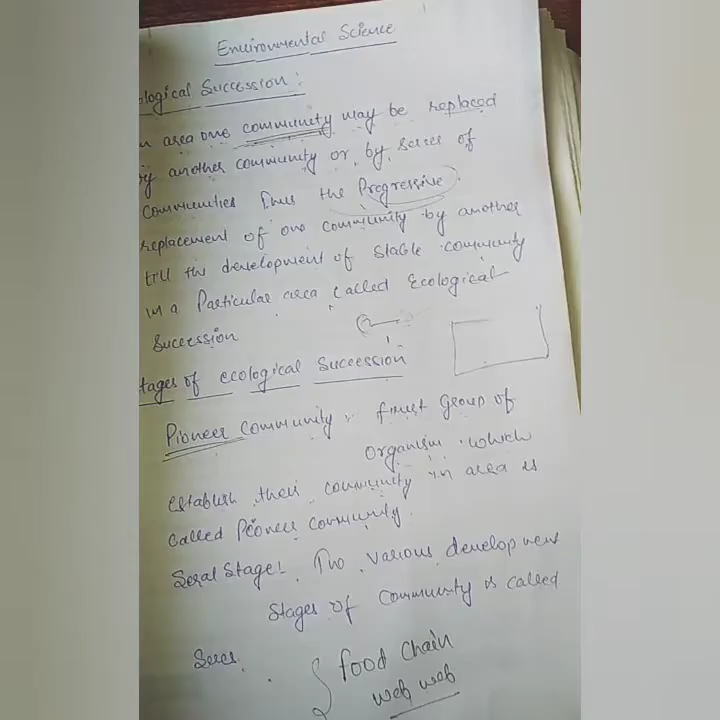 Environmental Science
ological Succession:
n area one community may be replaced
y another community or by series of
communities thus the Progressive
replacement of one community by another
till the development of stable community
in a Particular area called Ecological
Succession
tages of ecological Succession
Pioneer Community: first group of
Organism which
establish their community in area is
called Pioneer community.
Seral Stage: The various development
stages of community is called
Seres.
food chain
web web